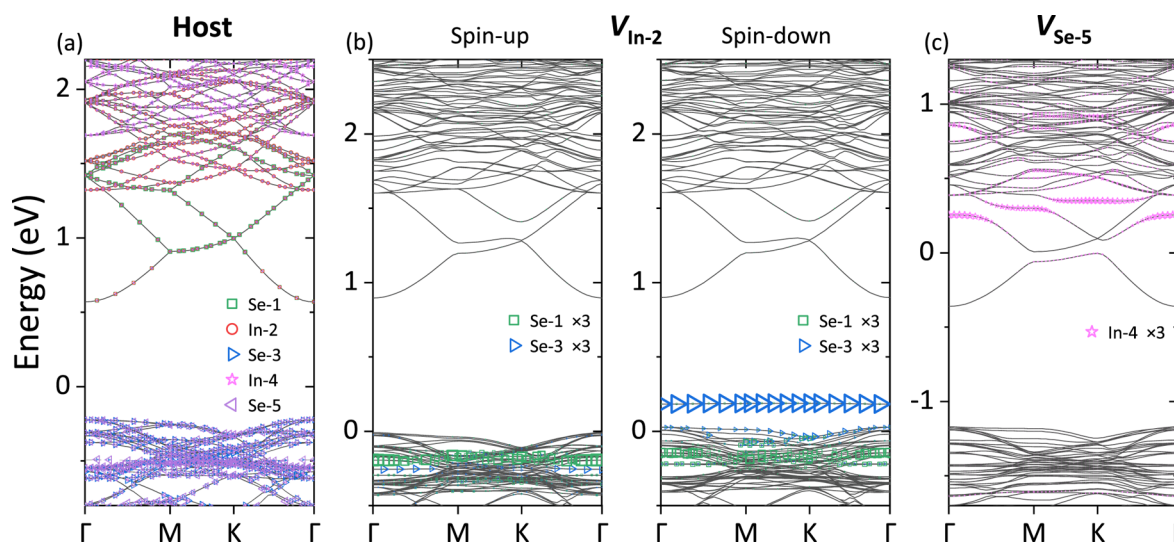 Host
V In-2
V Se-5
(a)
(b)
Spin-up
Spin-down
(c)
Energy (eV)
2
1
0
Se-1
In-2
Se-3
In-4
Se-5
Γ M K Γ
2
1
0
Se-1 ×3
Se-3 ×3
Γ M K Γ
2
1
0
Se-1 ×3
Se-3 ×3
Γ M K Γ
1
0
-1
In-4 ×3
Γ M K